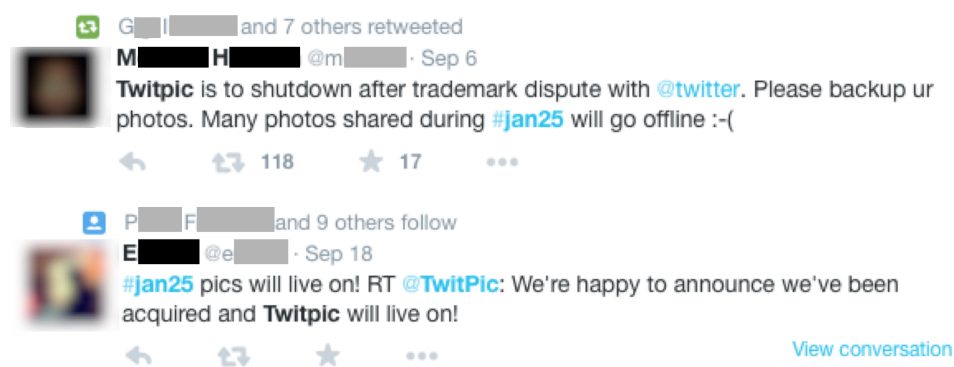 G I and 7 others retweeted
M H @m · Sep 6
Twitpic is to shutdown after trademark dispute with @twitter. Please backup ur
photos. Many photos shared during #jan25 will go offline :-(
118 17
P F and 9 others follow
E @e · Sep 18
#jan25 pics will live on! RT @TwitPic: We're happy to announce we've been
acquired and Twitpic will live on!
View conversation